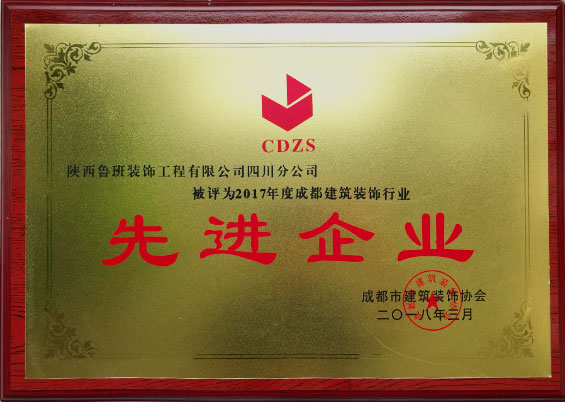 CDZS
陕西鲁班装饰工程有限公司四川分公司
被评为2017年度成都建筑装饰行业
先进企业
成都市建筑装饰协会
二〇一八年三月